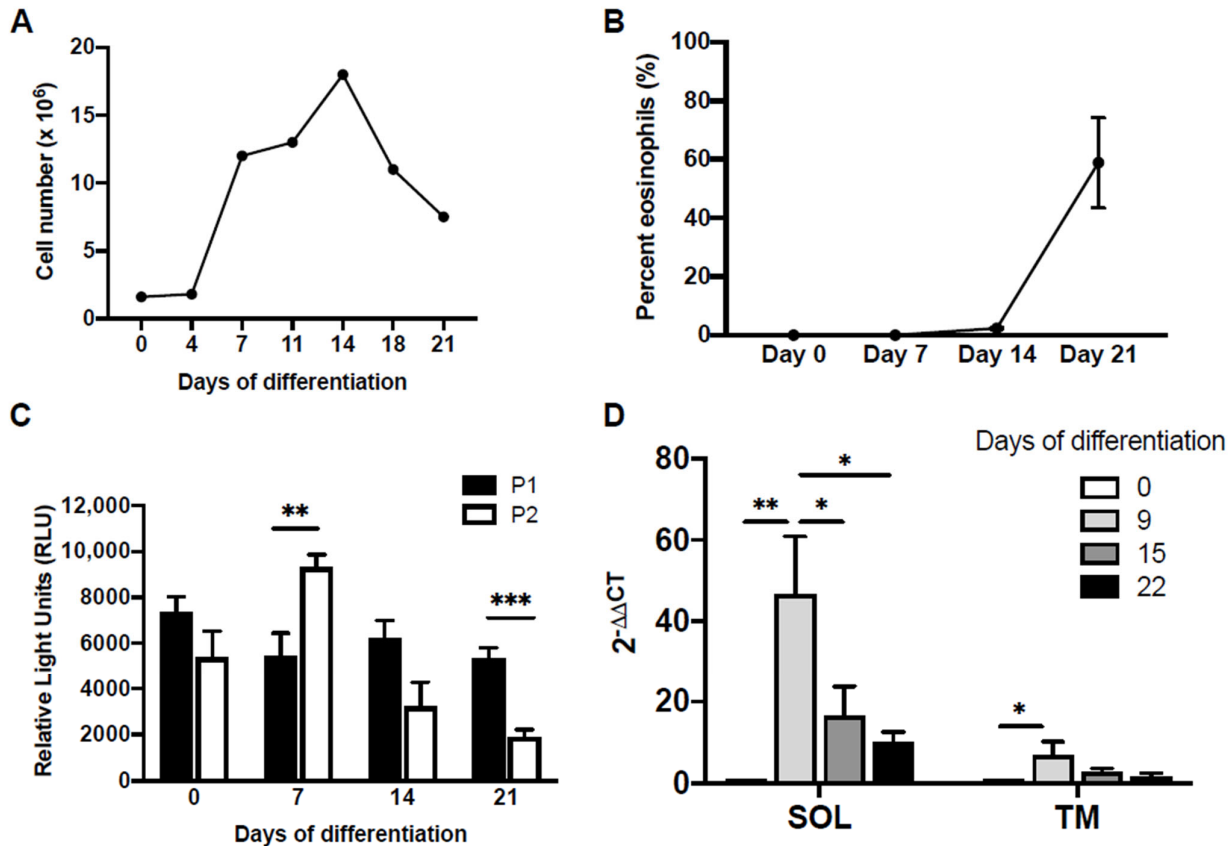 A
Cell number (x 10⁶)
20
15
10
5
0
0 4 7 11 14 18 21
Days of differentiation
B
Percent eosinophils (%)
100
80
60
40
20
0
Day 0 Day 7 Day 14 Day 21
C
Relative Light Units (RLU)
12,000
10,000
8000
6000
4000
2000
0
P1
P2
**
***
0 7 14 21
Days of differentiation
D
2⁻ΔΔCT
80
60
40
20
0
Days of differentiation
0
9
15
22
*
** *
*
SOL TM